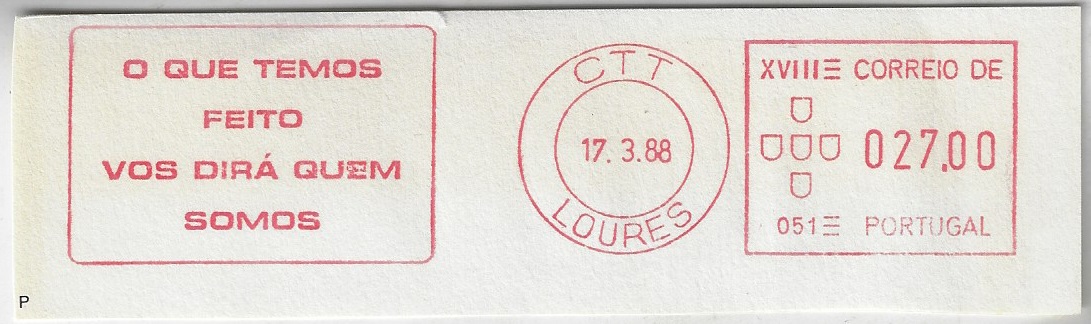 O QUE TEMOS
FEITO
VOS DIRÁ QUEM
SOMOS
CTT
17. 3.88
LOURES
XVIII CORREIO DE
027,00
051 PORTUGAL
P